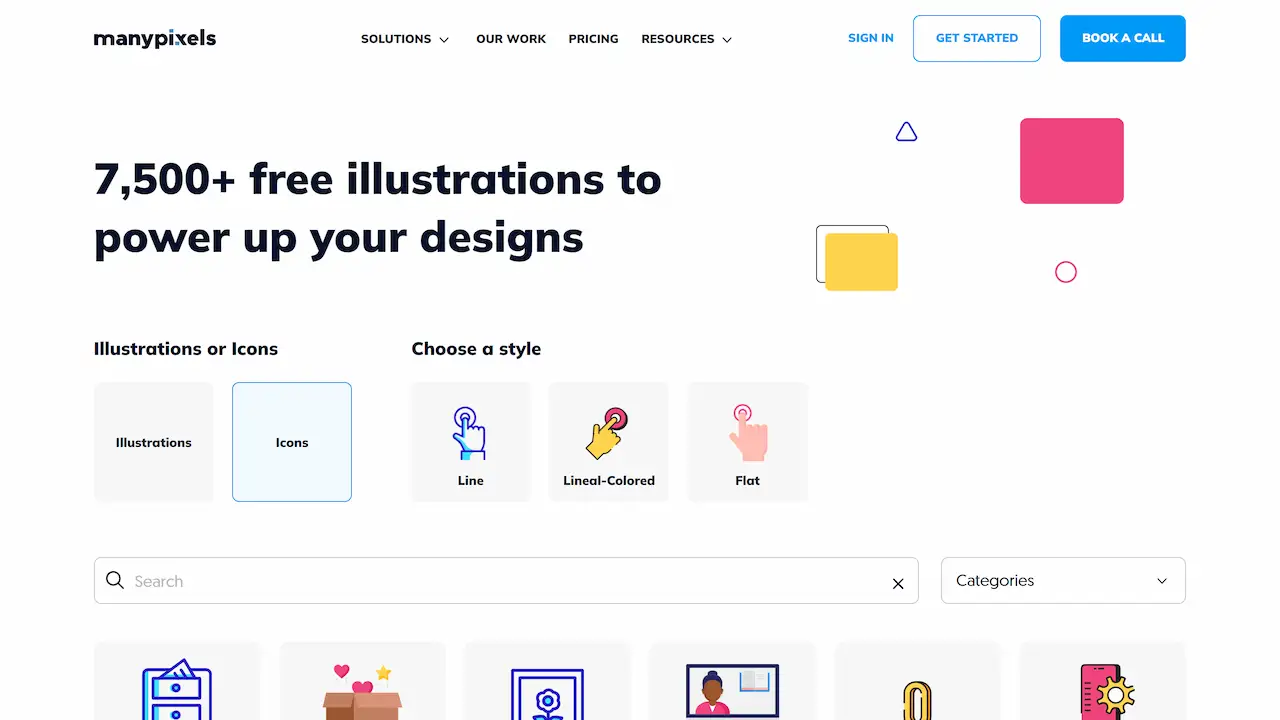 manypixels
SOLUTIONS OUR WORK PRICING RESOURCES
SIGN IN GET STARTED BOOK A CALL
7,500+ free illustrations to
power up your designs
Illustrations or Icons
Choose a style
Illustrations
Icons
Line
Lineal-Colored
Flat
Search
Categories